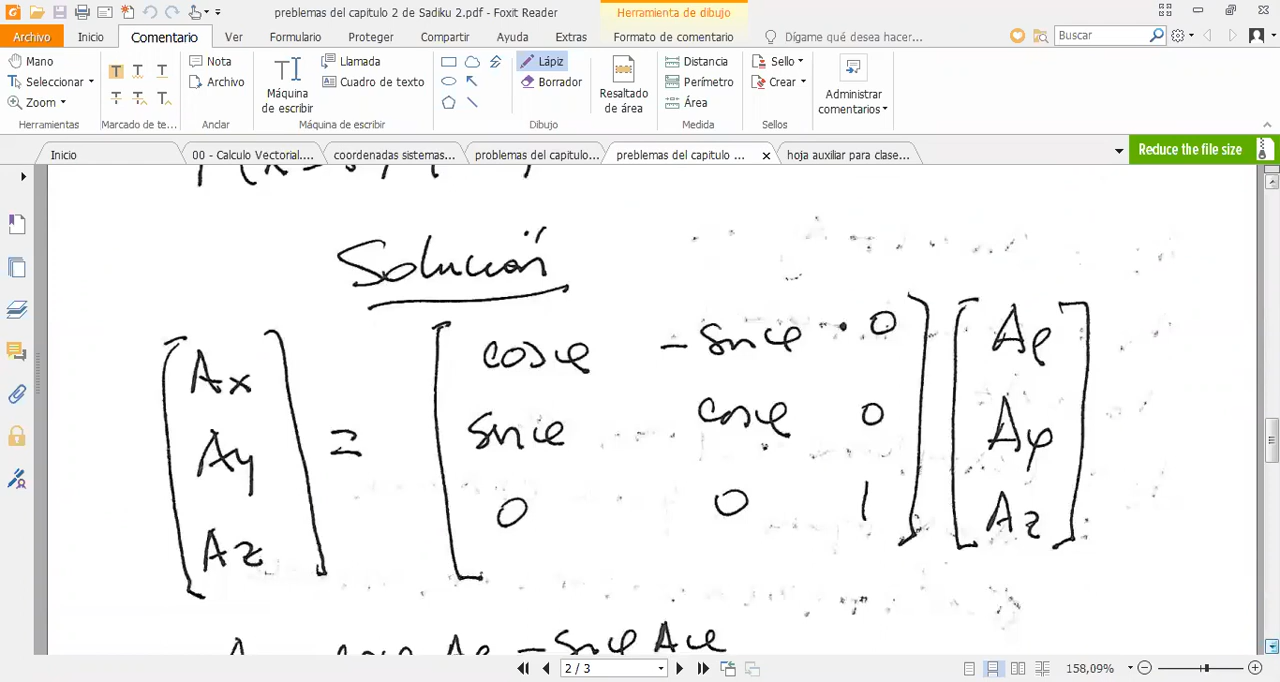 preblemas del capitulo 2 de Sadiku 2.pdf - Foxit Reader
Herramienta de dibujo
Archivo Inicio Comentario Ver Formulario Proteger Compartir Ayuda Extras Formato de comentario Dígame qué desea hacer... Buscar
Mano
Seleccionar
Zoom
Herramientas
T T T
T T T
Marcado de te...
Nota
Archivo
Anclar
Máquina de escribir
Llamada
Cuadro de texto
Máquina de escribir
Lápiz
Borrador
Dibujo
Resaltado de área
Distancia
Perímetro
Área
Medida
Sello
Crear
Sellos
Administrar comentarios
Inicio
00 - Calculo Vectorial....
coordenadas sistemas...
problemas del capitulo...
problemas del capitulo ...
hoja auxiliar para clase...
Reduce the file size
Solución
[Ax] = [cosφ -snφ 0] [Aρ]
[Ay] [snφ cosφ 0] [Aφ]
[Az] [0 0 1] [Az]
2 / 3
158,09%